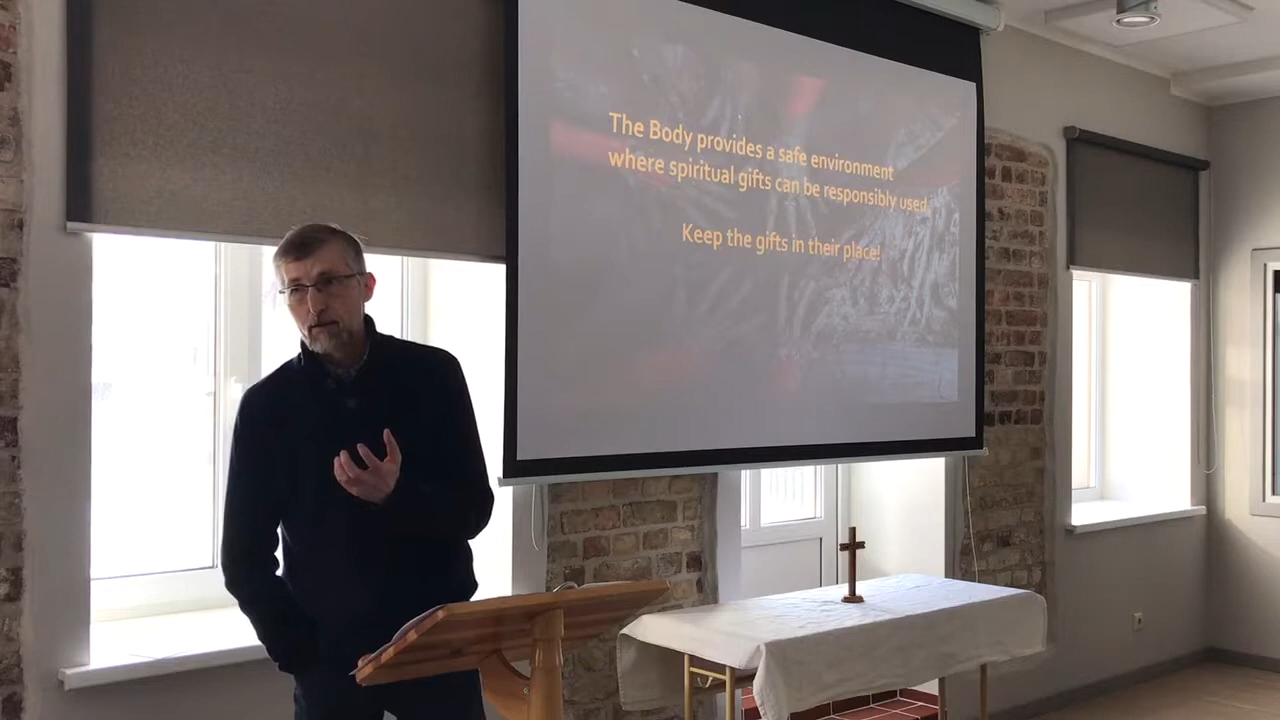 The Body provides a safe environment
where spiritual gifts can be responsibly used.
Keep the gifts in their place!